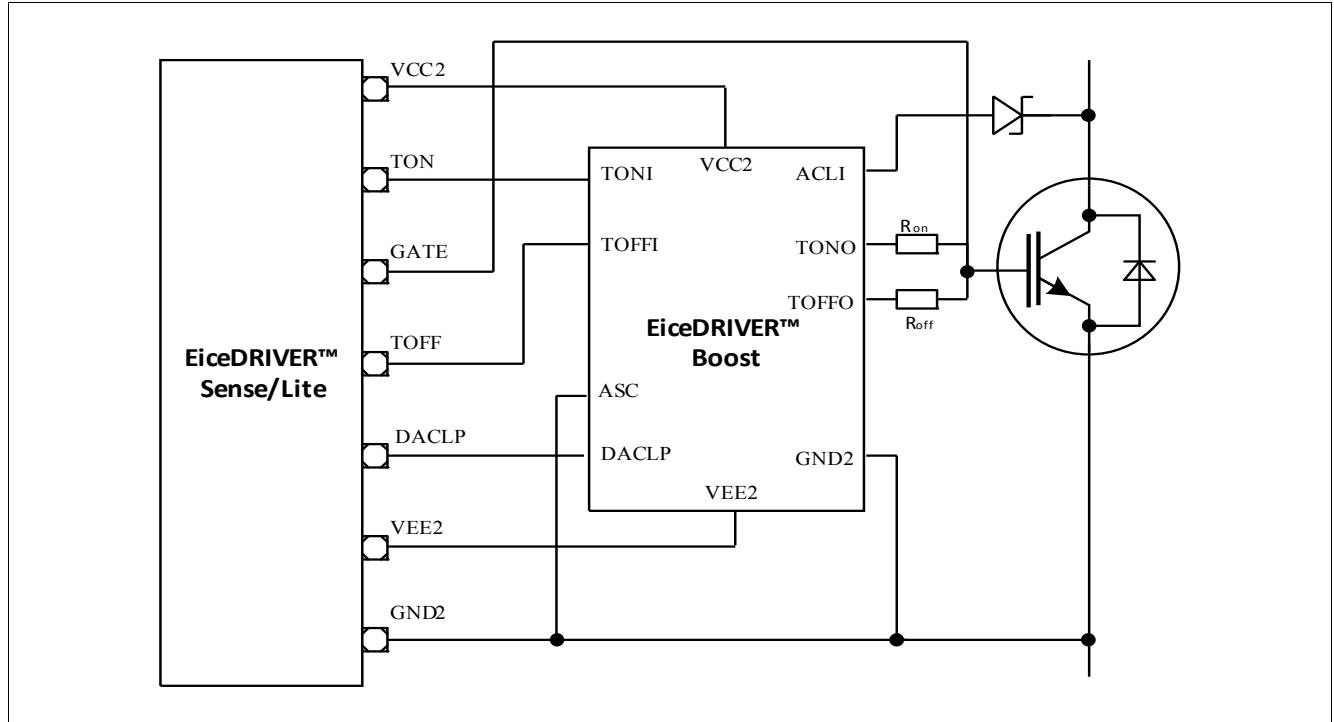 VCC2
TON
GATE
TOFF
DACLP
VEE2
GND2
EiceDRIVER™
Sense/Lite
TONI
VCC2
ACLI
TOFFI
TONO
TOFFO
EiceDRIVER™
Boost
ASC
DACLP
GND2
VEE2
Ron
Roff